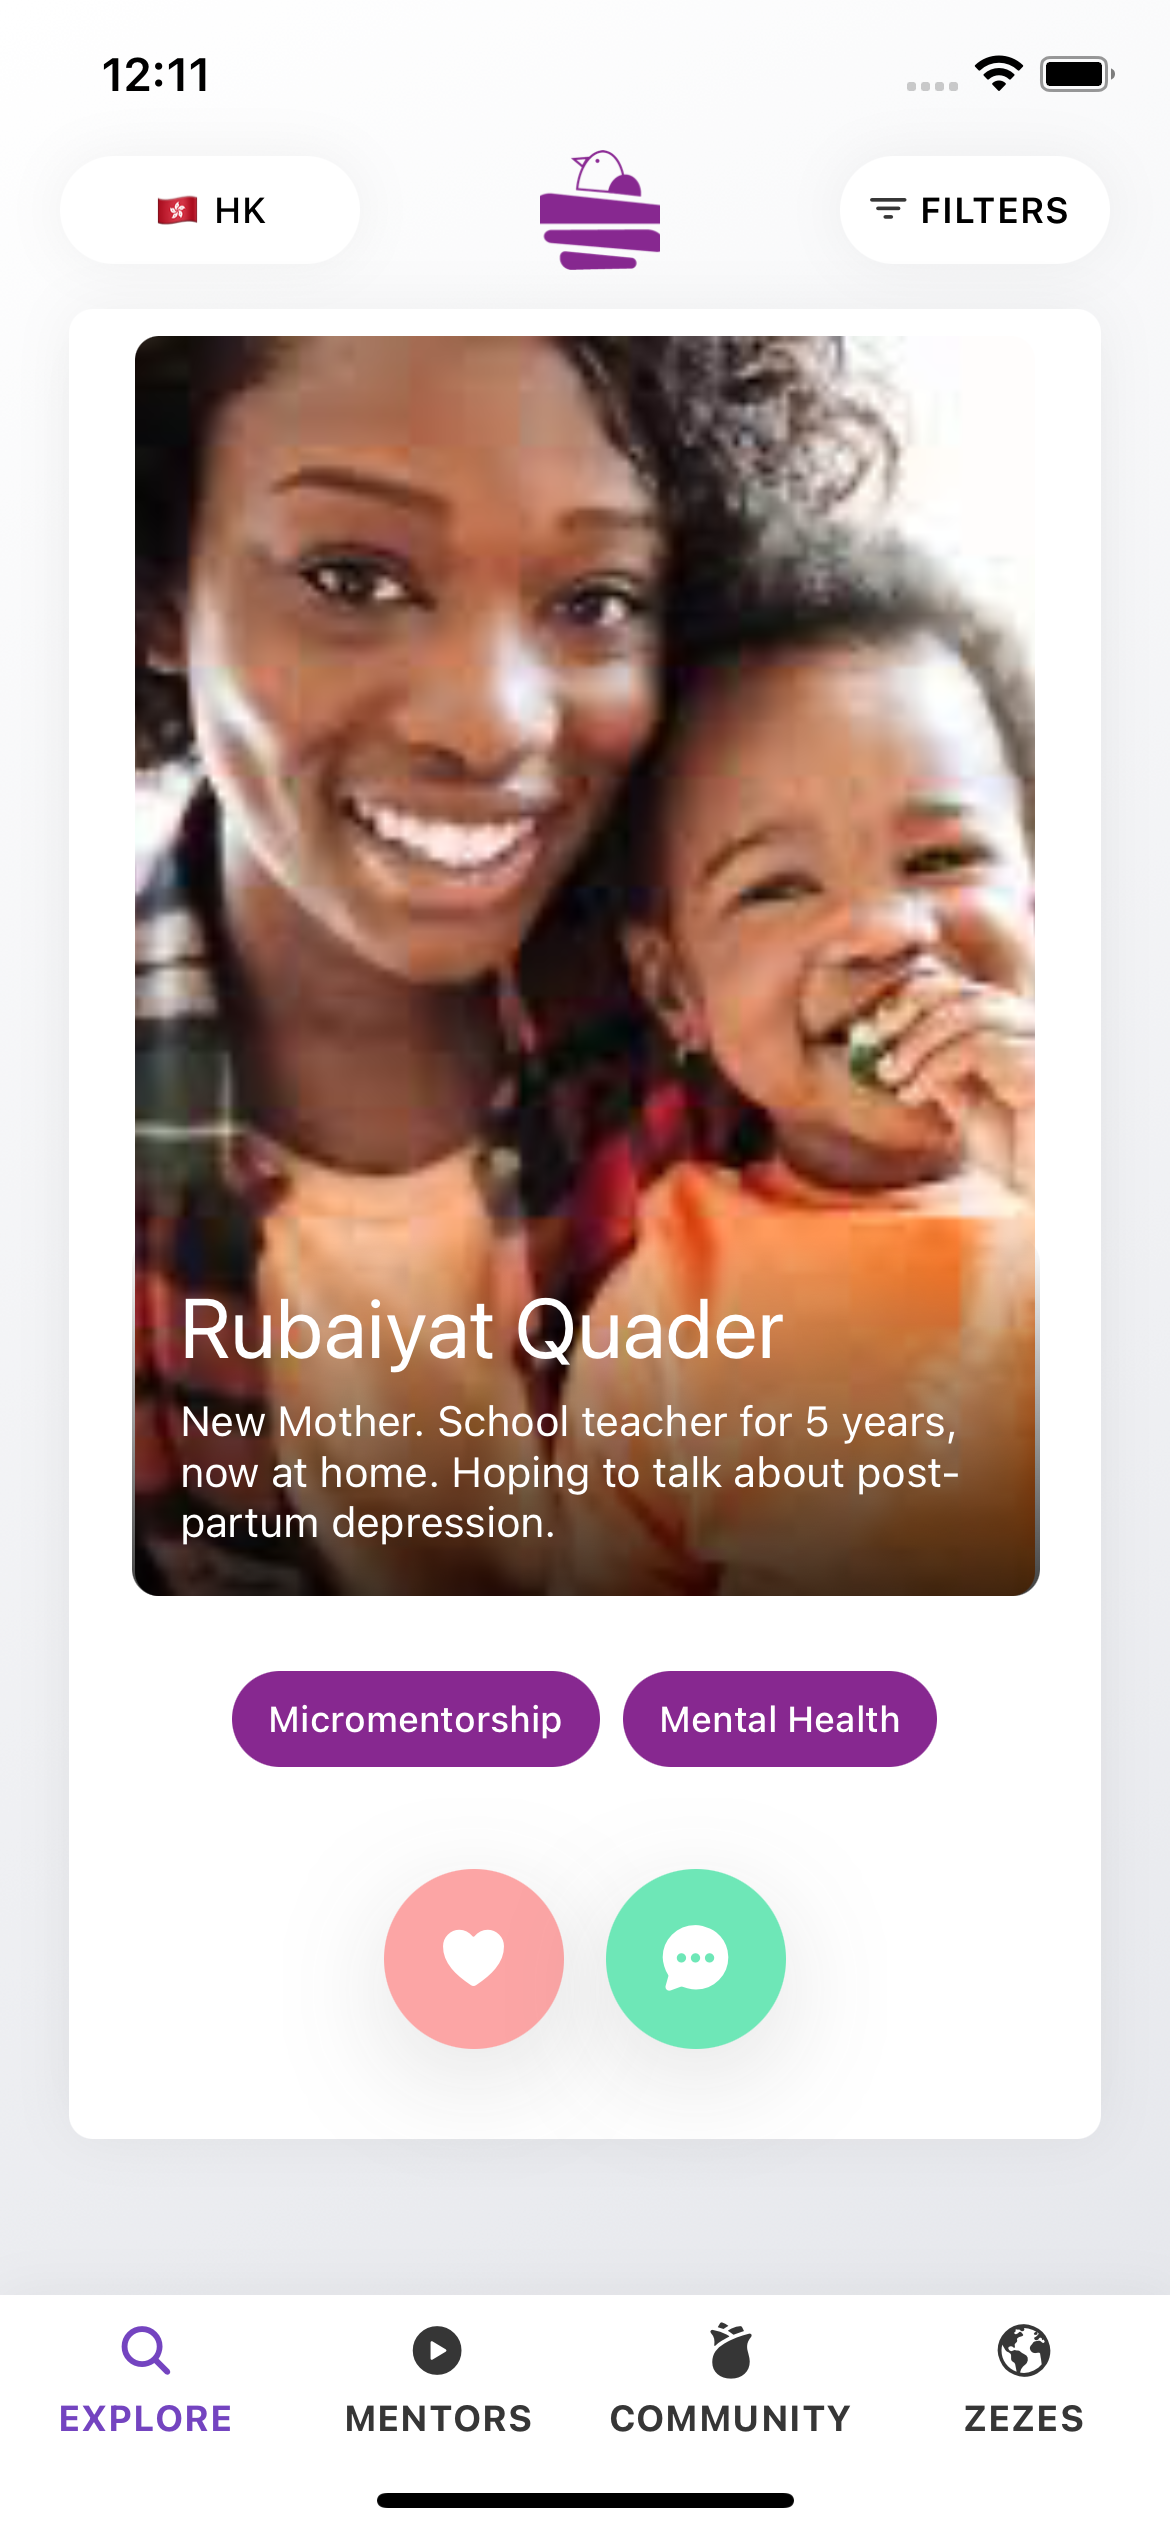 12:11
🇭🇰 HK
FILTERS
Rubaiyat Quader
New Mother. School teacher for 5 years,
now at home. Hoping to talk about post-
partum depression.
Micromentorship
Mental Health
EXPLORE
MENTORS
COMMUNITY
ZEZES